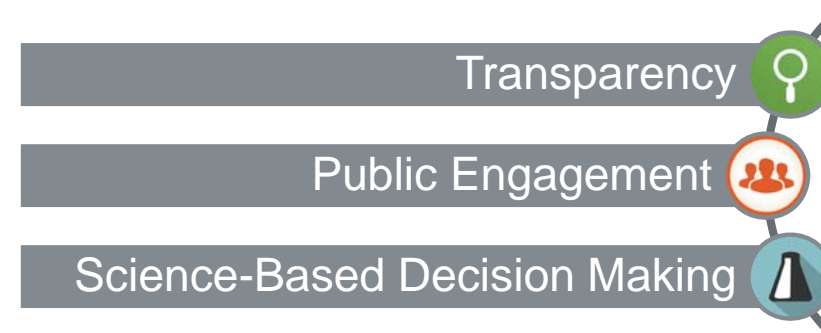 Transparency
Public Engagement
Science-Based Decision Making